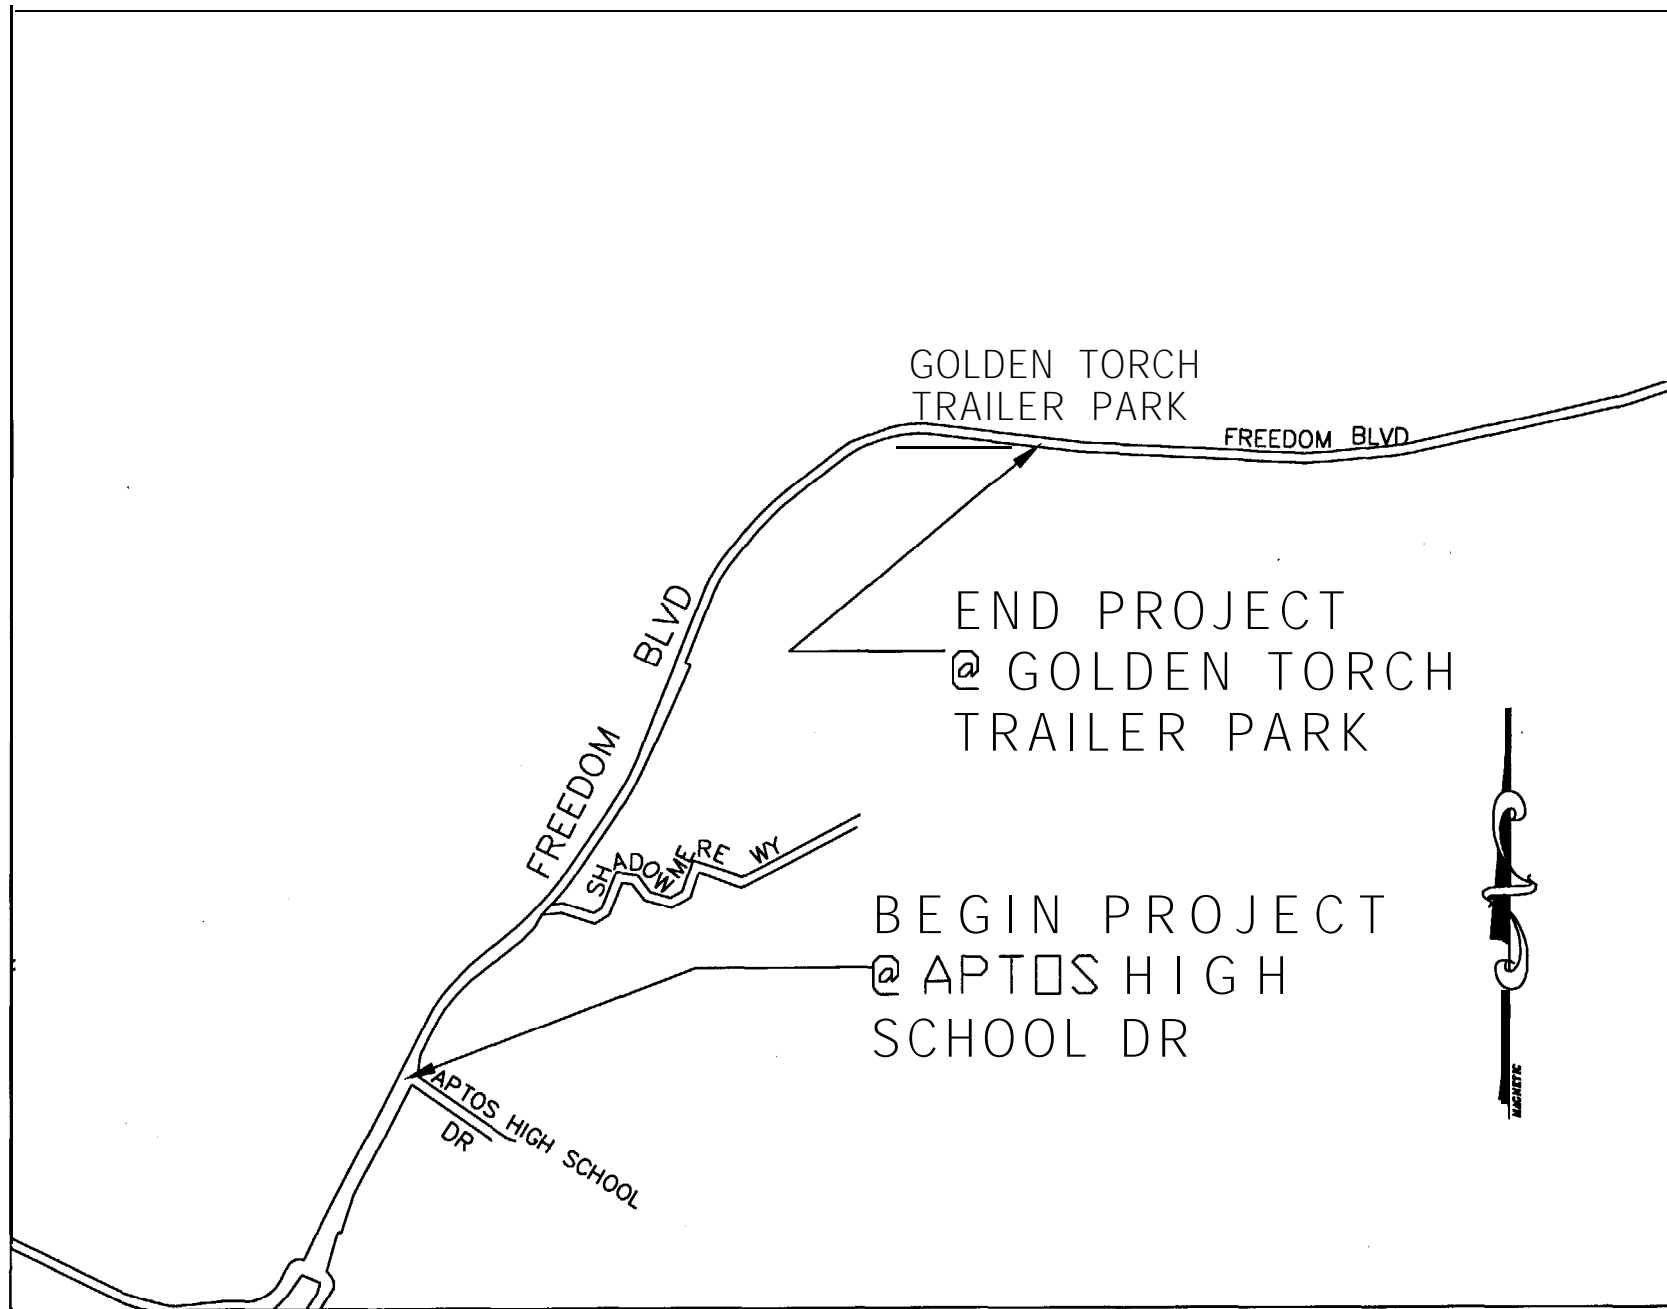 GOLDEN TORCH
TRAILER PARK
FREEDOM BLVD
END PROJECT
@ GOLDEN TORCH
TRAILER PARK
FREEDOM BLVD
SHADOWMERE WY
BEGIN PROJECT
@ APTOS HIGH
SCHOOL DR
APTOS HIGH SCHOOL
DR
MAGNETIC